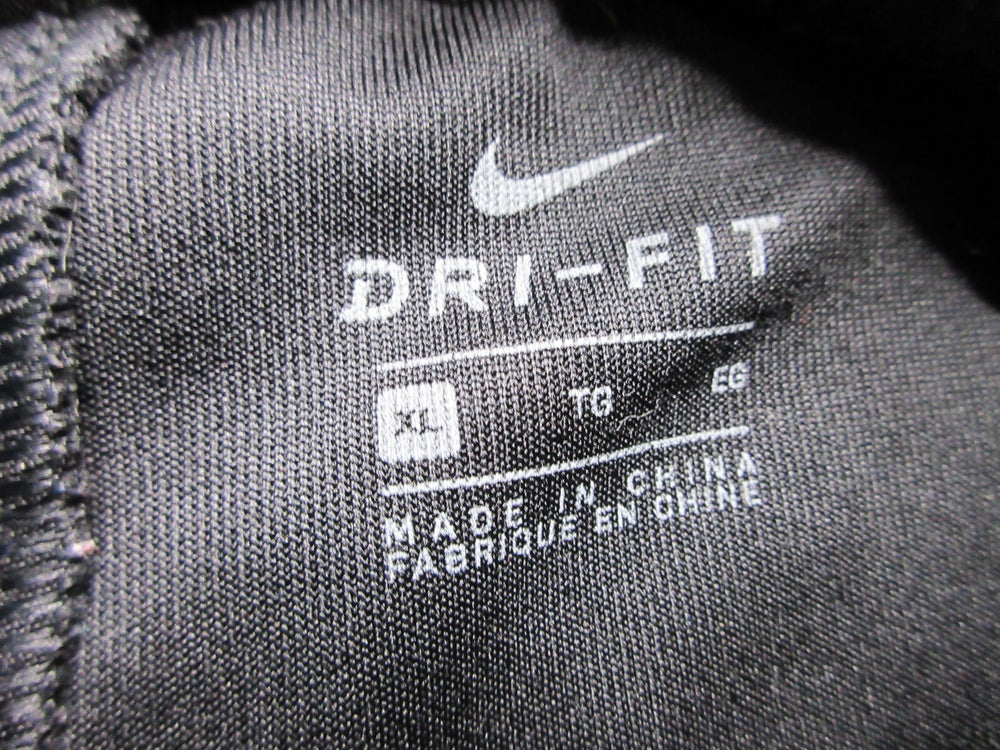 DRI-FIT
XL TG EG
MADE IN CHINA
FABRIQUE EN CHINE